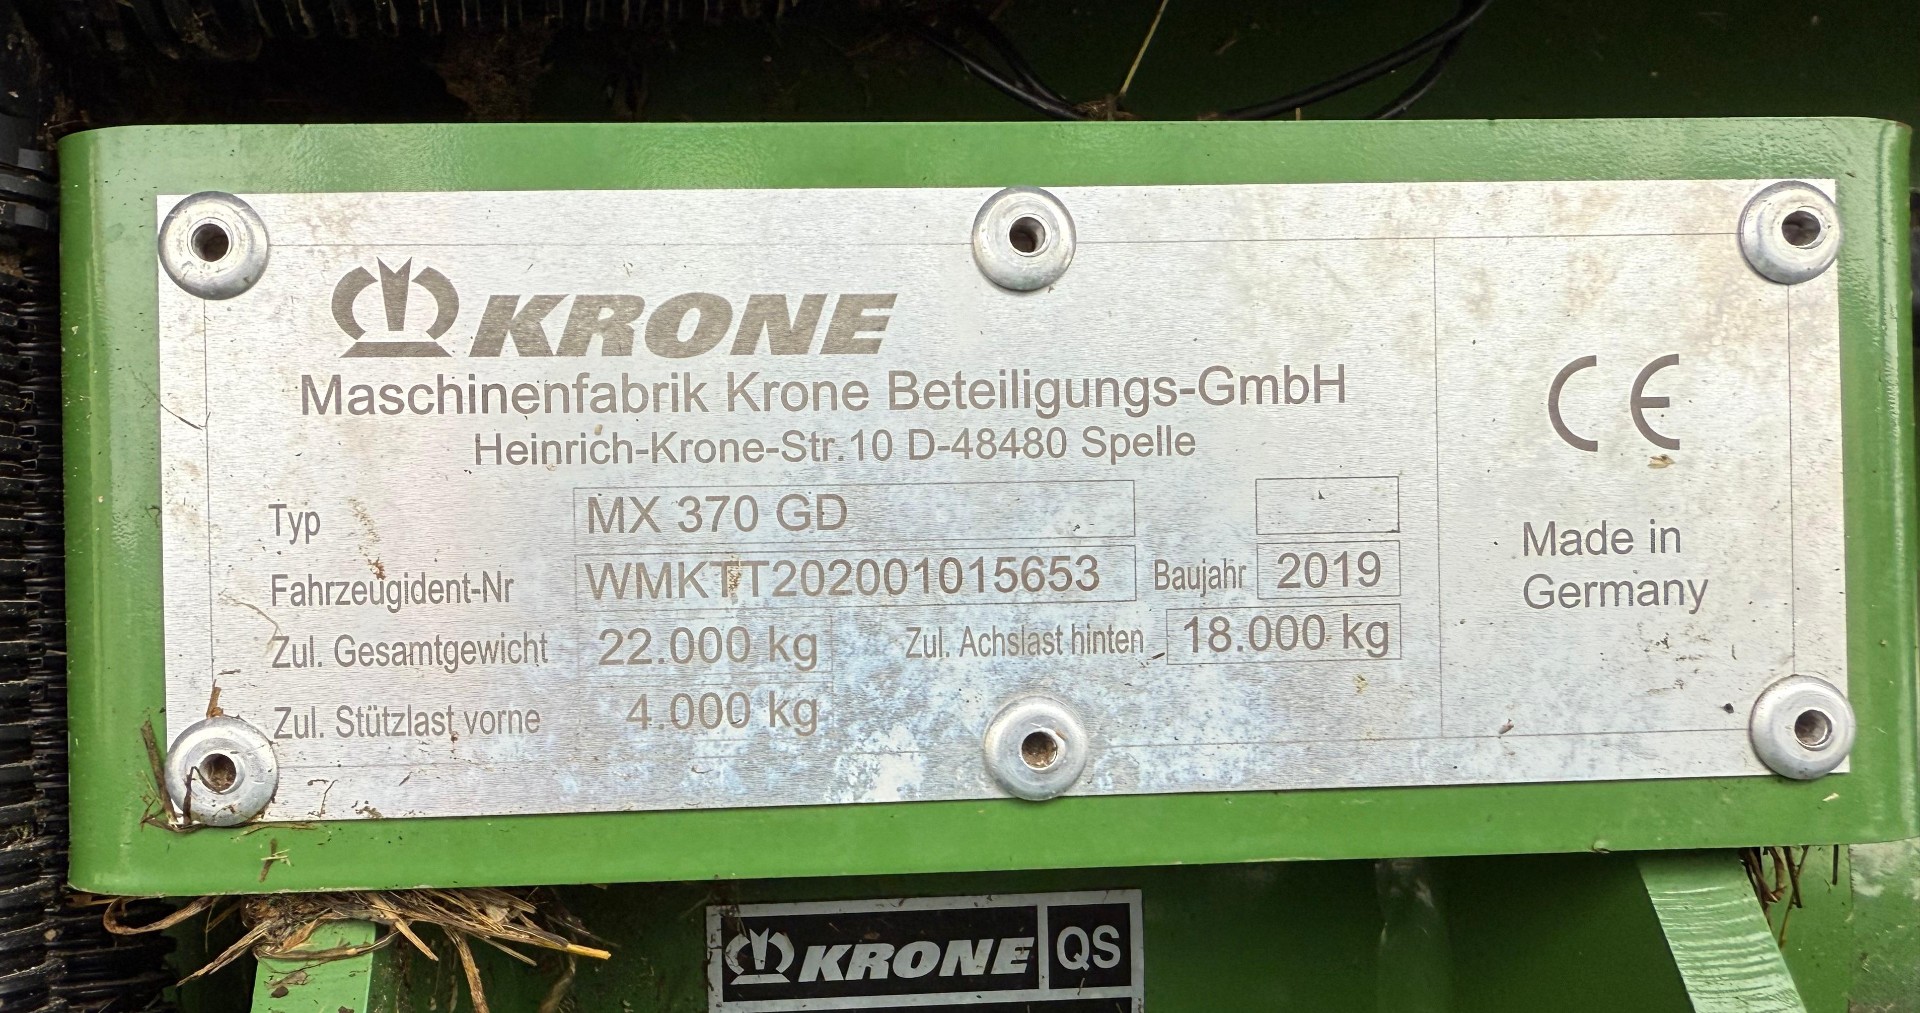 KRONE
Maschinenfabrik Krone Beteiligungs-GmbH
Heinrich-Krone-Str.10 D-48480 Spelle
Typ MX 370 GD
Fahrzeugident-Nr WMKTT202001015653 Baujahr 2019
Zul. Gesamtgewicht 22.000 kg Zul. Achslast hinten 18.000 kg
Zul. Stützlast vorne 4.000 kg
CE
Made in
Germany
KRONE QS